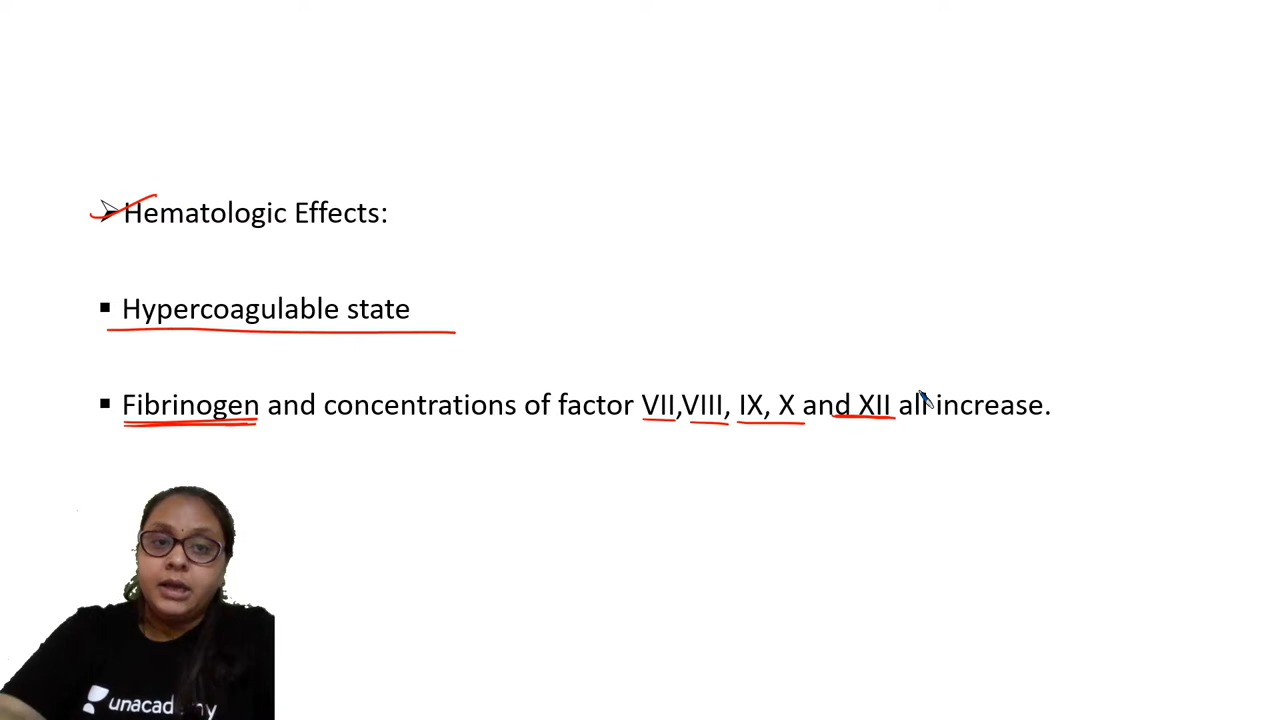 Hematologic Effects:
Hypercoagulable state
Fibrinogen and concentrations of factor VII,VIII, IX, X and XII all increase.
unacademy